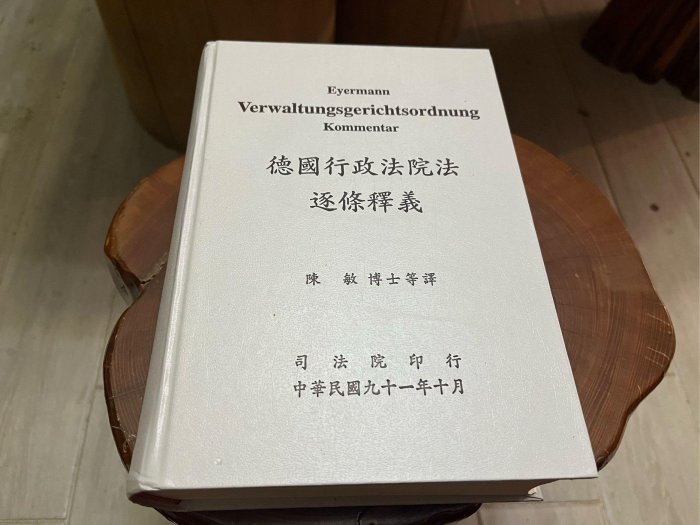 Eyermann
Verwaltungsgerichtsordnung
Kommentar
德國行政法院法
逐條釋義
陳 敏 博士等譯
司法院印行
中華民國九十一年十月